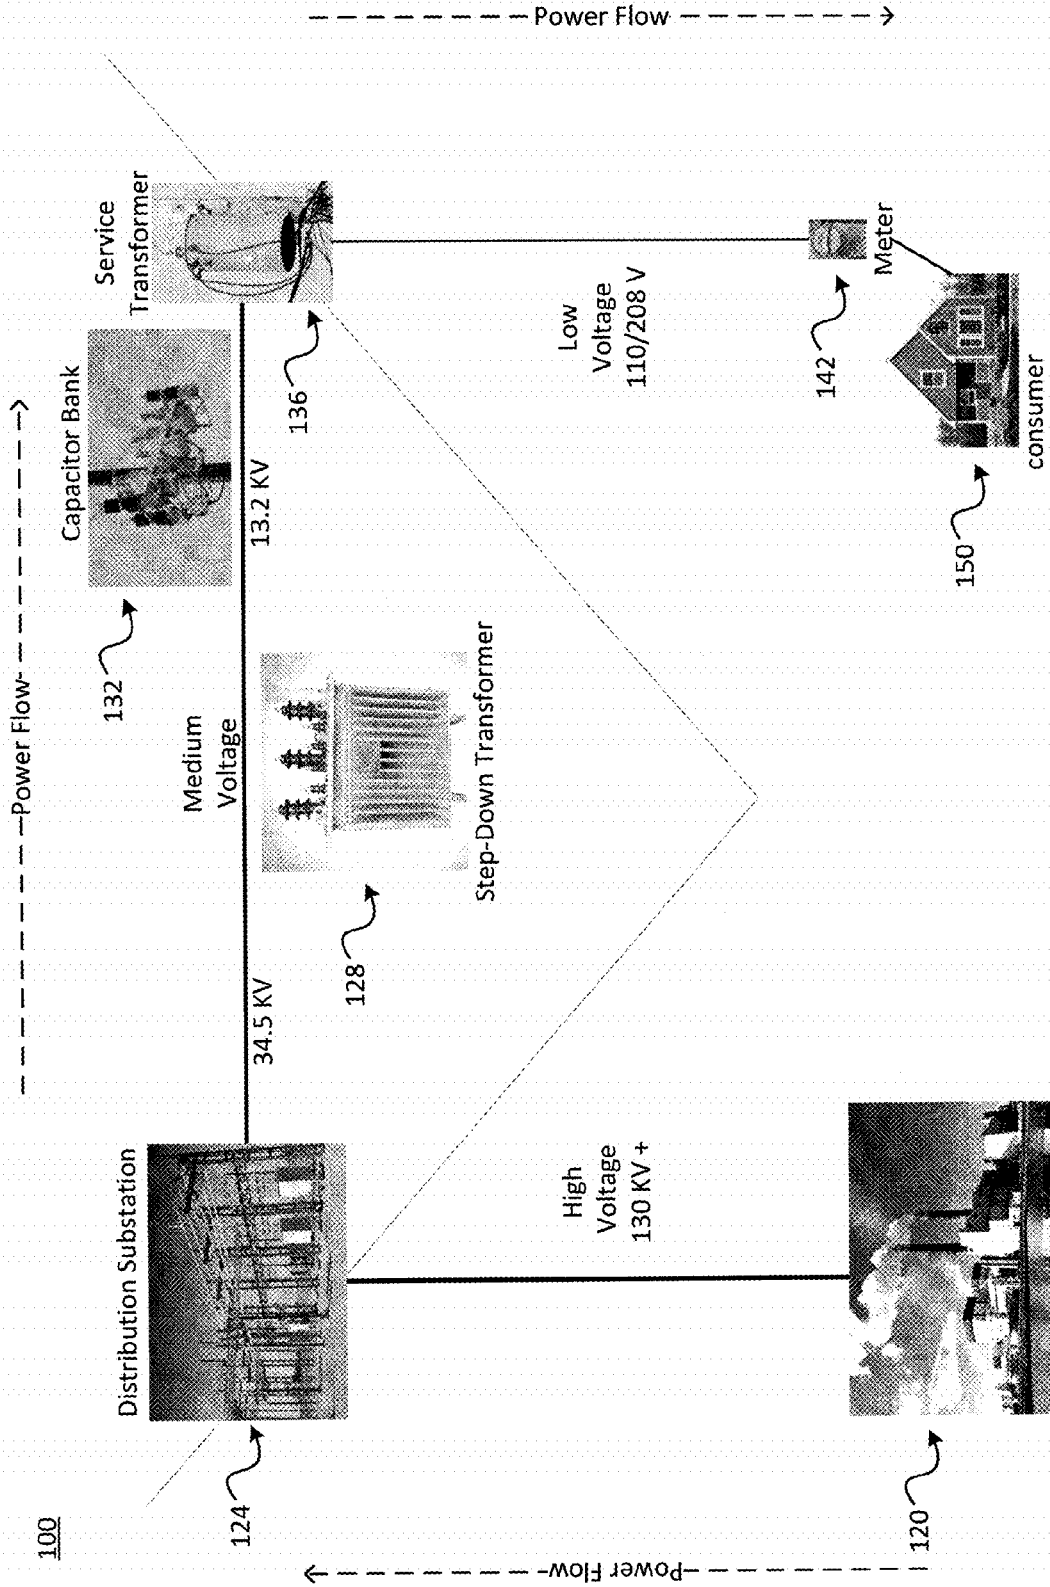 100
Power Flow
Power Flow
Power Flow
Distribution Substation
124
34.5 KV
Medium
Voltage
13.2 KV
Capacitor Bank
132
Service
Transformer
136
128
Step-Down Transformer
High
Voltage
130 KV +
120
Low
Voltage
110/208 V
142
Meter
150
consumer